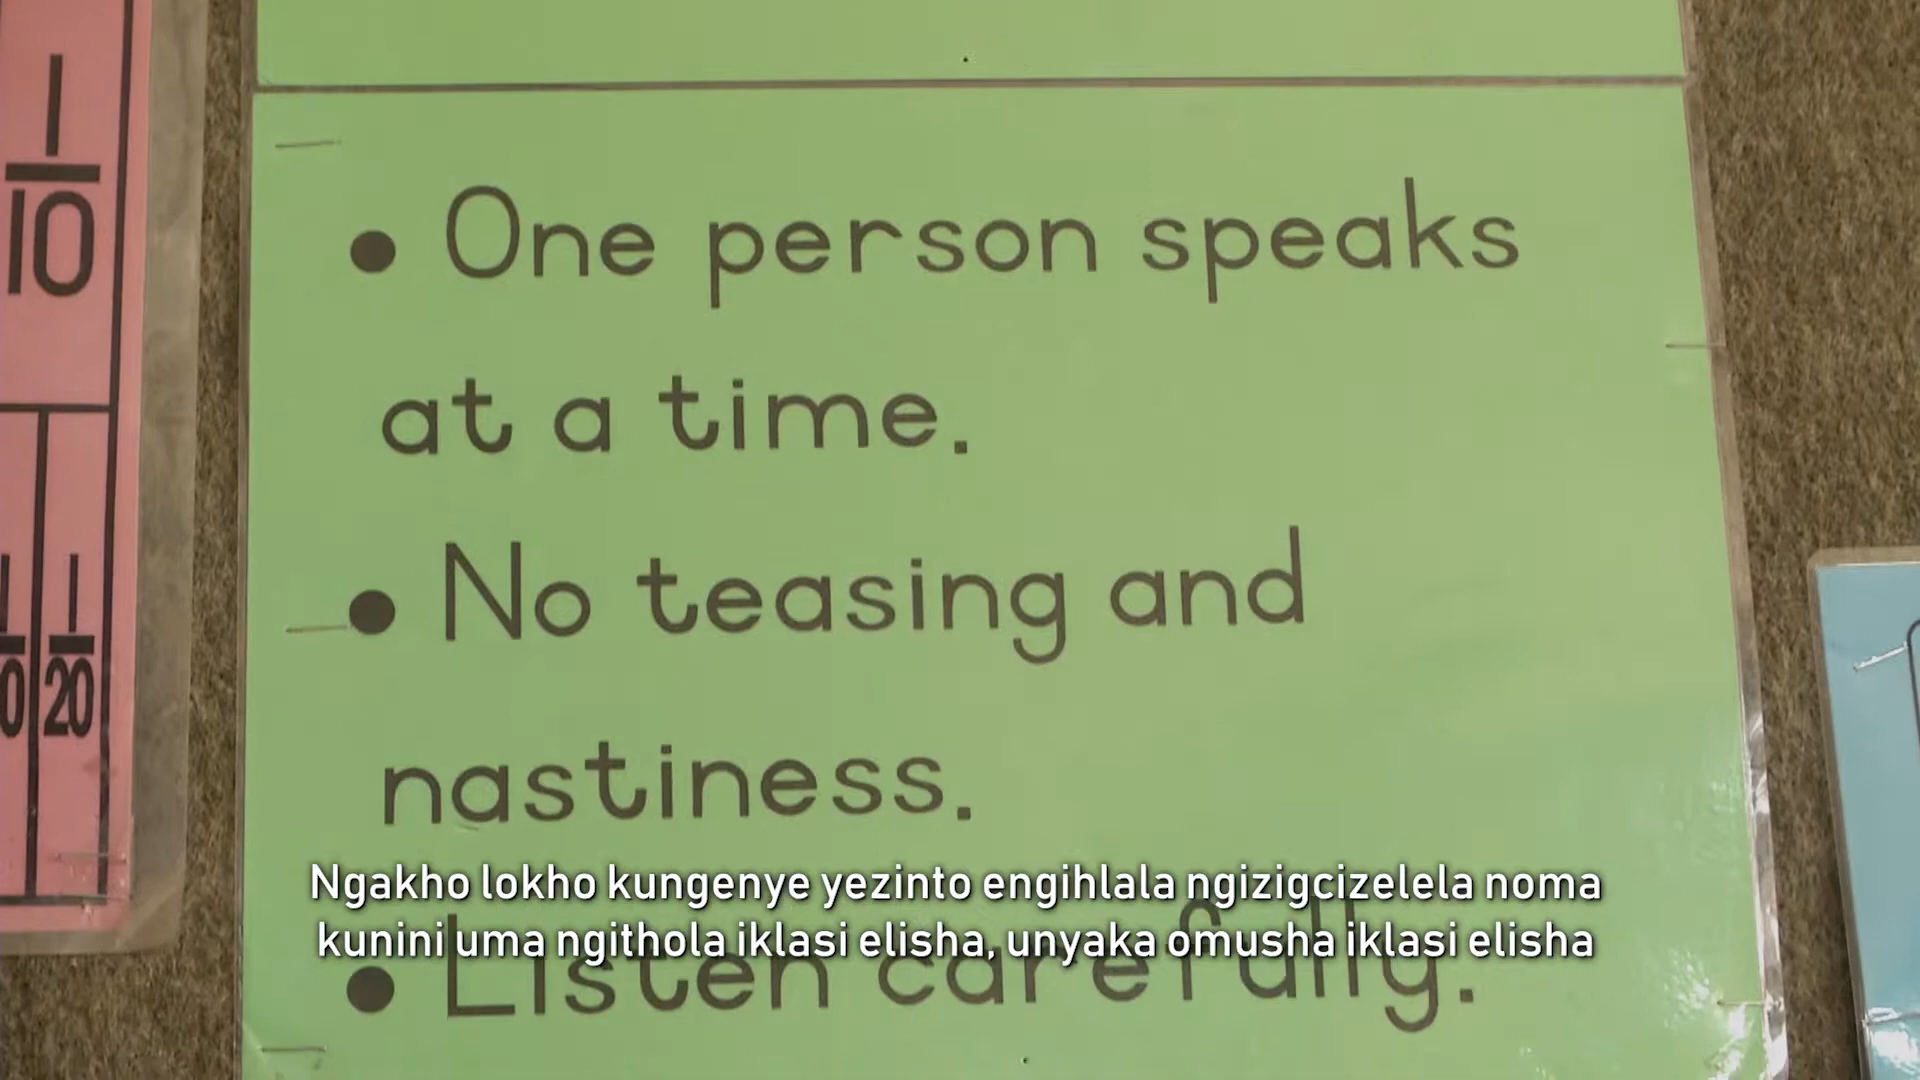 1
10
0
1
20
• One person speaks
at a time.
• No teasing and
nastiness.
• Listen carefully.
Ngakho lokho kungenye yezinto engihlala ngizigcizelela noma
kunini uma ngithola iklasi elisha, unyaka omusha iklasi elisha